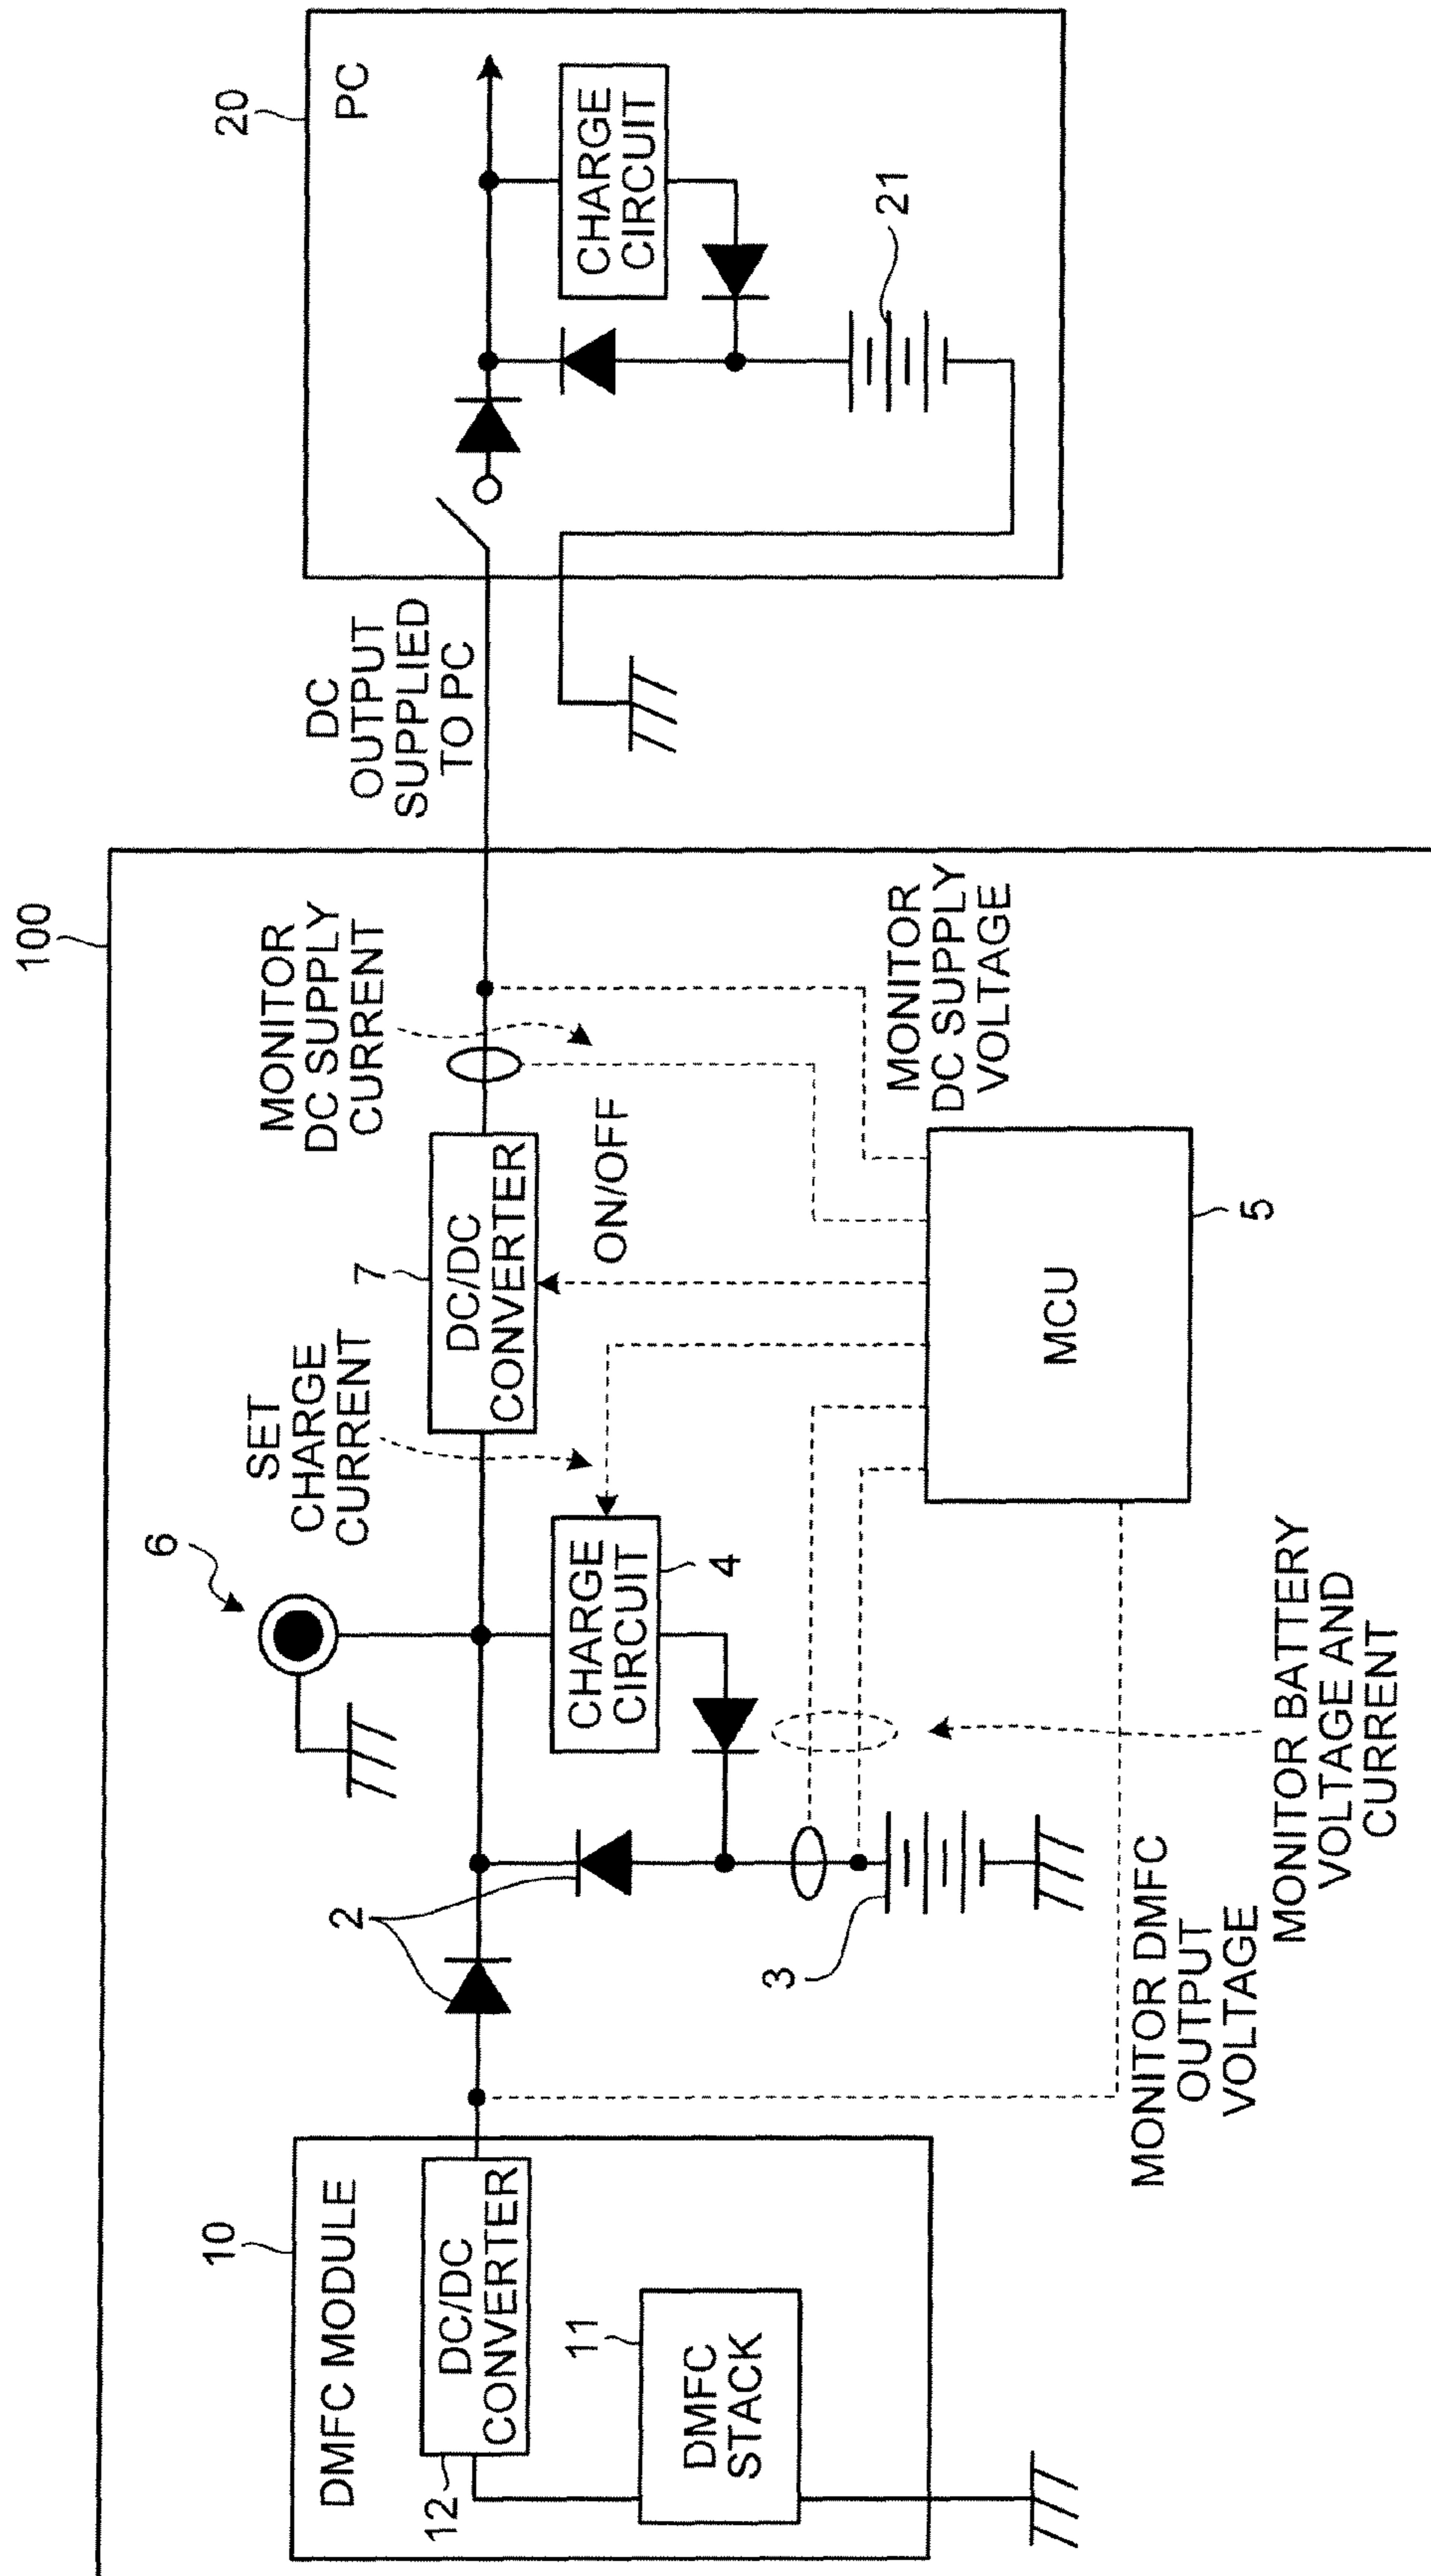 100
10
DMFC MODULE
DC/DC
CONVERTER
12
11
DMFC
STACK
2
6
SET
CHARGE
CURRENT
7
DC/DC
CONVERTER
MONITOR
DC SUPPLY
CURRENT
ON/OFF
CHARGE
CIRCUIT
4
3
MCU
5
MONITOR
DC SUPPLY
VOLTAGE
MONITOR DMFC
OUTPUT
VOLTAGE
MONITOR BATTERY
VOLTAGE AND
CURRENT
DC
OUTPUT
SUPPLIED
TO PC
20
PC
CHARGE
CIRCUIT
21